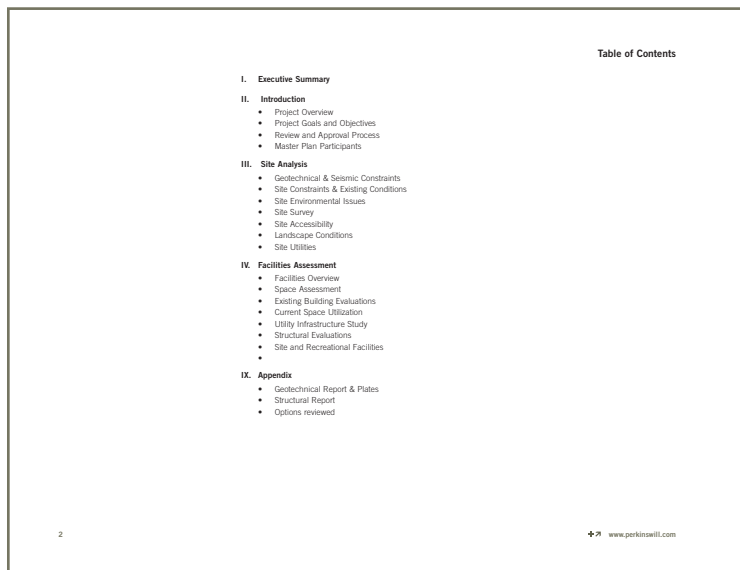 Table of Contents
I. Executive Summary
II. Introduction
• Project Overview
• Project Goals and Objectives
• Review and Approval Process
• Master Plan Participants
III. Site Analysis
• Geotechnical & Seismic Constraints
• Site Constraints & Existing Conditions
• Site Environmental Issues
• Site Survey
• Site Accessibility
• Landscape Conditions
• Site Utilities
IV. Facilities Assessment
• Facilities Overview
• Space Assessment
• Existing Building Evaluations
• Current Space Utilization
• Utility Infrastructure Study
• Structural Evaluations
• Site and Recreational Facilities
•
IX. Appendix
• Geotechnical Report & Plates
• Structural Report
• Options reviewed
2 www.perkinswill.com